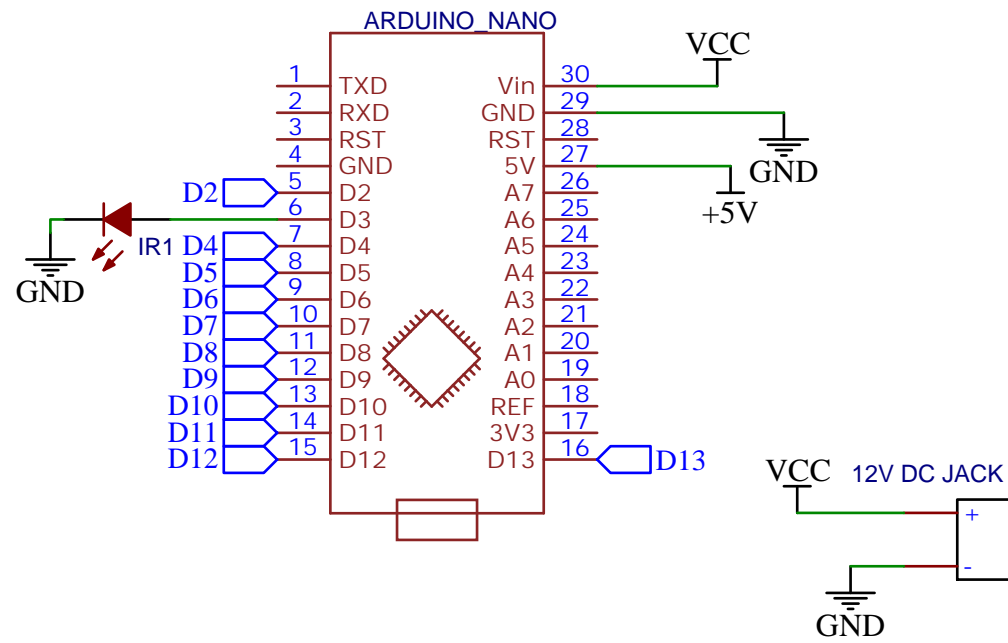 ARDUINO_NANO
VCC
1 TXD Vin 30
2 RXD GND 29
3 RST RST 28
4 GND 5V 27
GND
D2 5 D2 A7 26
+5V
6 D3 A6 25
IR1
GND
D4 7 D4 A5 24
D5 8 D5 A4 23
D6 9 D6 A3 22
D7 10 D7 A2 21
D8 11 D8 A1 20
D9 12 D9 A0 19
D10 13 D10 REF 18
D11 14 D11 3V3 17
D12 15 D12 D13 16 D13
VCC
12V DC JACK
+
-
GND